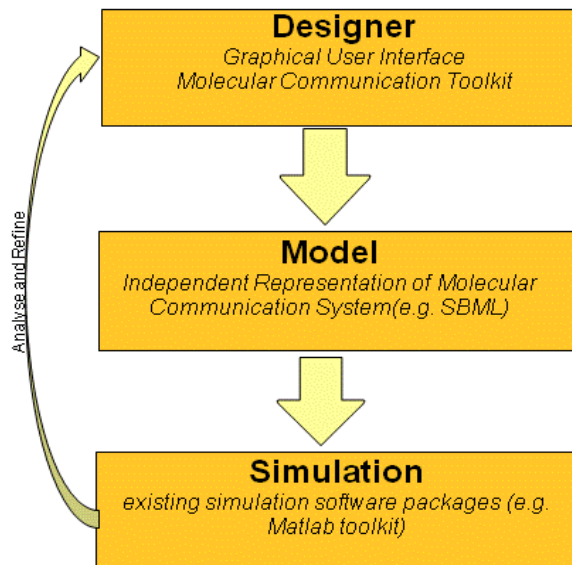 Designer
Graphical User Interface
Molecular Communication Toolkit
Analyse and Refine
Model
Independent Representation of Molecular
Communication System(e.g. SBML)
Simulation
existing simulation software packages (e.g.
Matlab toolkit)